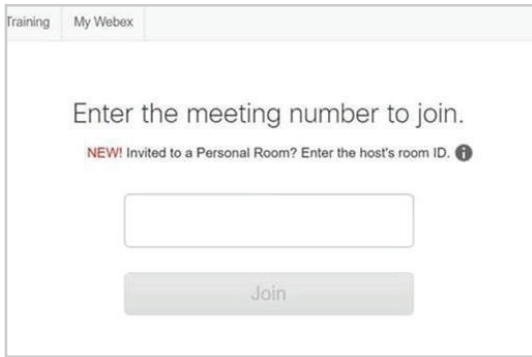 Training My Webex
Enter the meeting number to join.
NEW! Invited to a Personal Room? Enter the host's room ID. i
Join